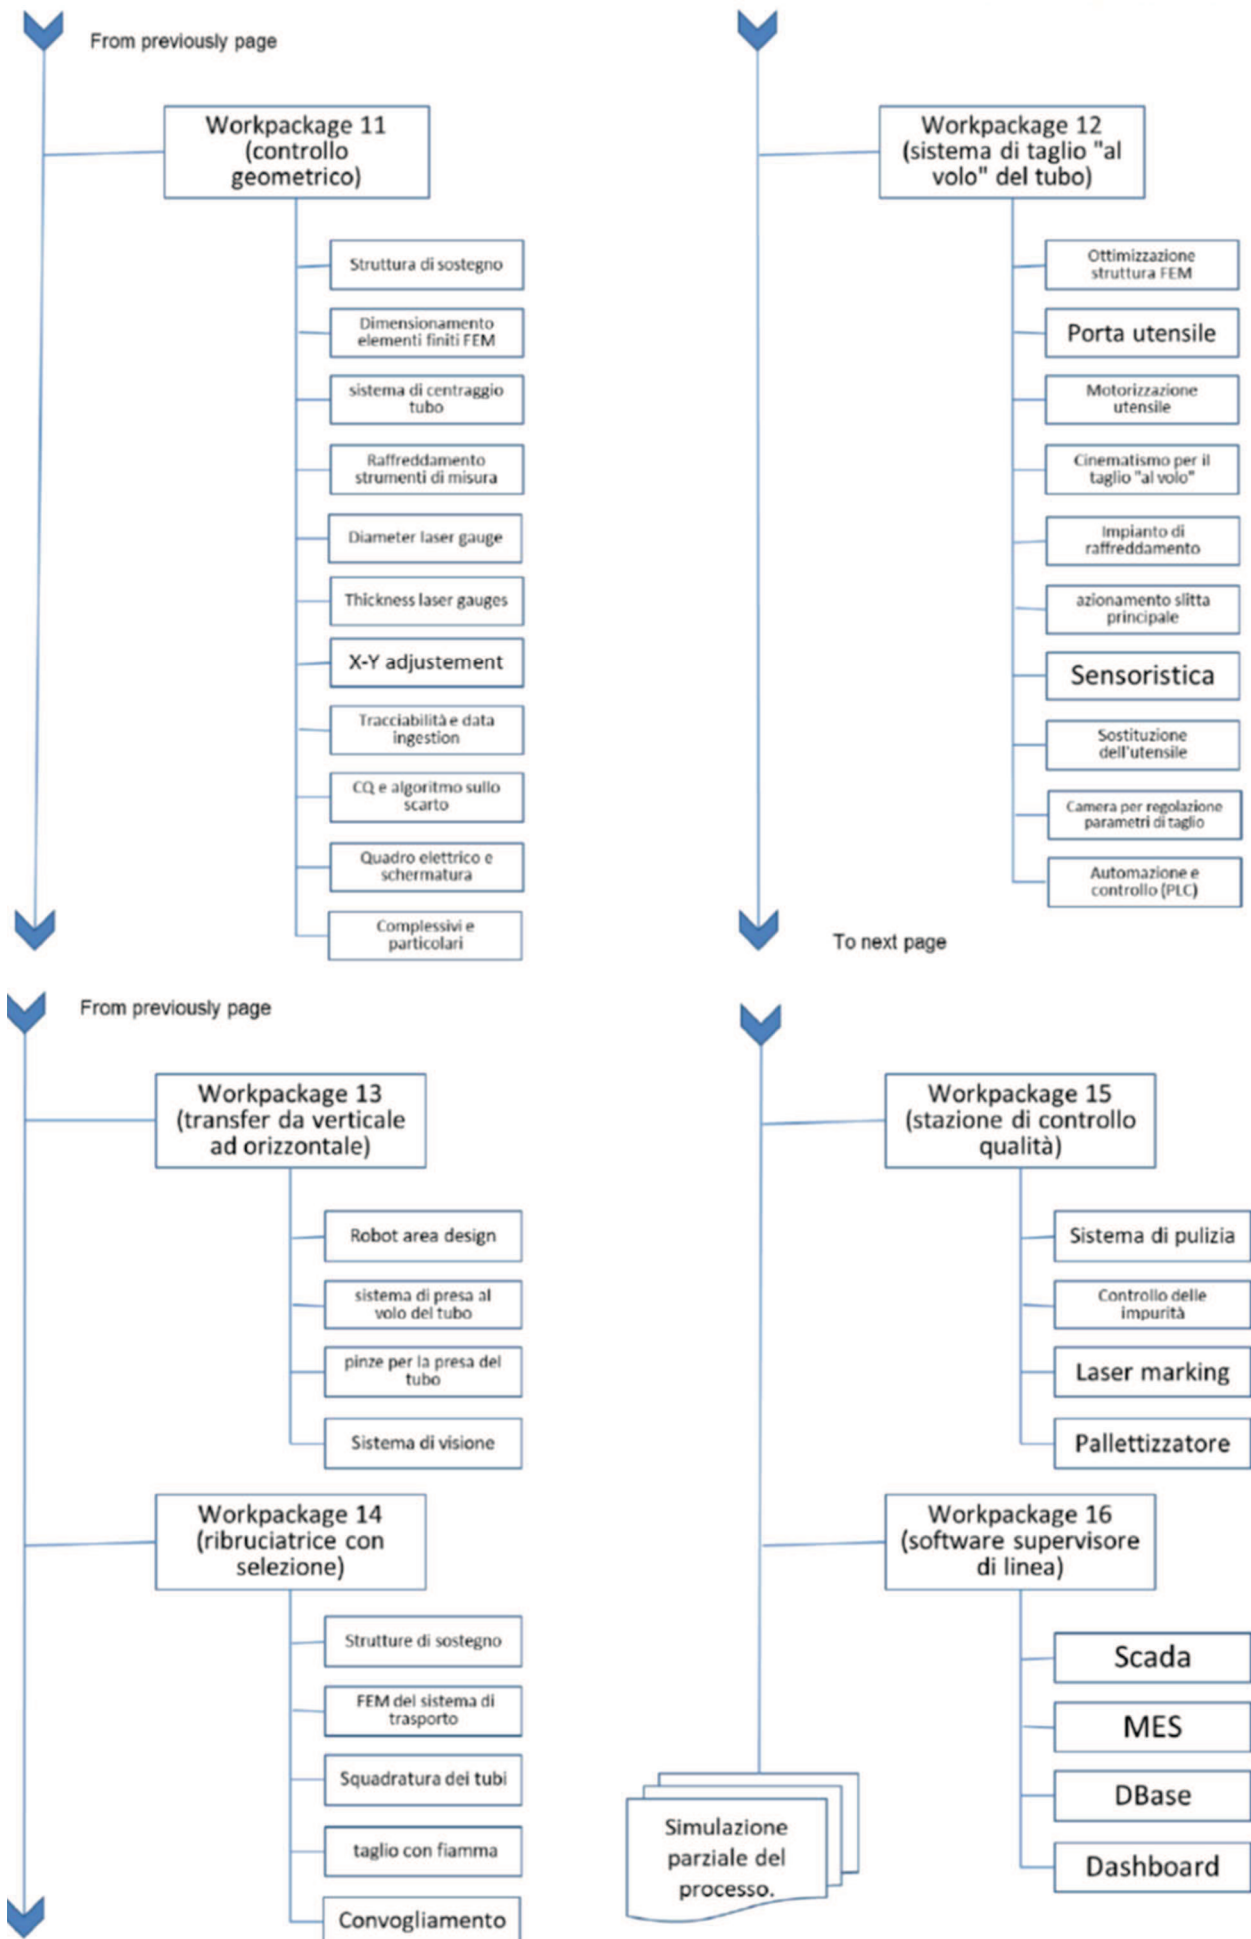 From previously page
Workpackage 11
(controllo
geometrico)
Struttura di sostegno
Dimensionamento
elementi finiti FEM
sistema di centraggio
tubo
Raffreddamento
strumenti di misura
Diameter laser gauge
Thickness laser gauges
X-Y adjustement
Tracciabilità e data
ingestion
CQ e algoritmo sullo
scarto
Quadro elettrico e
schermatura
Complessivi e
particolari
Workpackage 12
(sistema di taglio "al
volo" del tubo)
Ottimizzazione
struttura FEM
Porta utensile
Motorizzazione
utensile
Cinematismo per il
taglio "al volo"
Impianto di
raffreddamento
azionamento slitta
principale
Sensoristica
Sostituzione
dell'utensile
Camera per regolazione
parametri di taglio
Automazione e
controllo (PLC)
To next page
From previously page
Workpackage 13
(transfer da verticale
ad orizzontale)
Robot area design
sistema di presa al
volo del tubo
pinze per la presa del
tubo
Sistema di visione
Workpackage 14
(ribruciatrice con
selezione)
Strutture di sostegno
FEM del sistema di
trasporto
Squadratura dei tubi
taglio con fiamma
Convogliamento
Workpackage 15
(stazione di controllo
qualità)
Sistema di pulizia
Controllo delle
impurità
Laser marking
Pallettizzatore
Workpackage 16
(software supervisore
di linea)
Scada
MES
DBase
Dashboard
Simulazione
parziale del
processo.